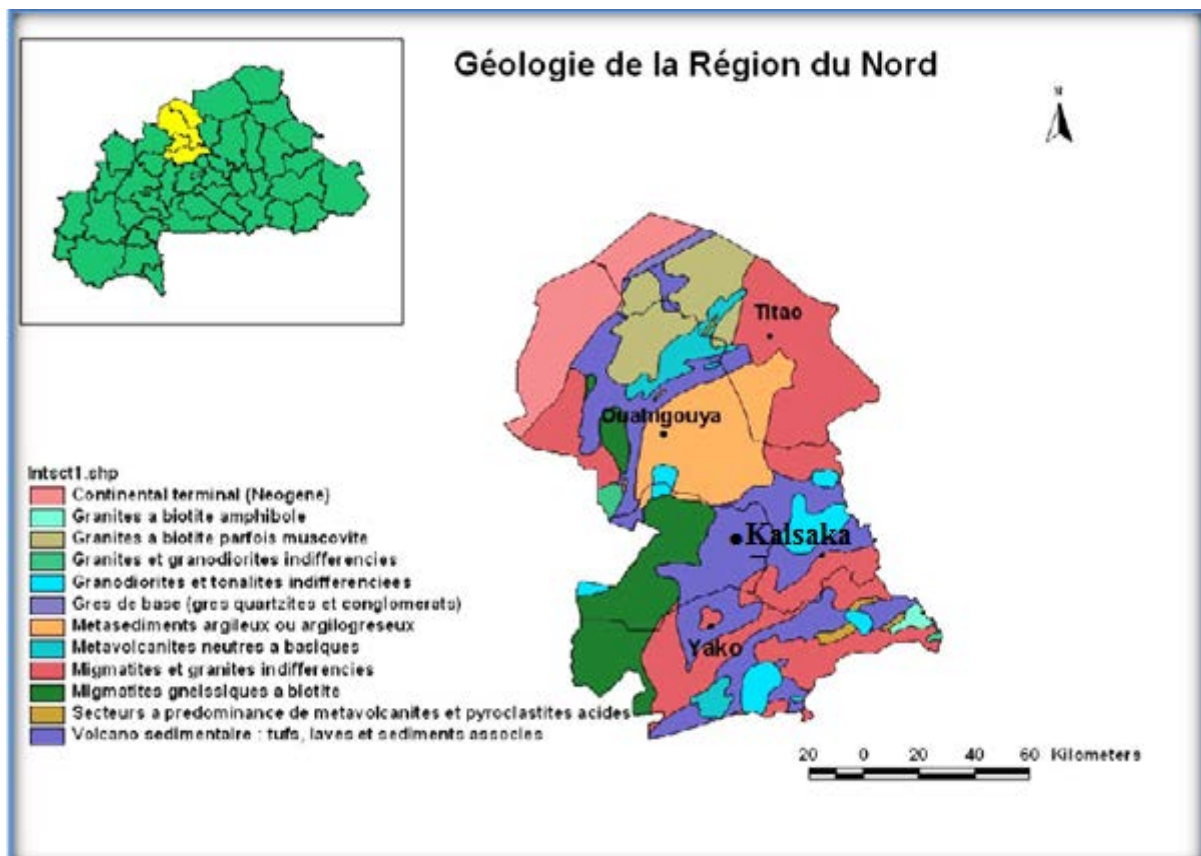 Géologie de la Région du Nord
N
Titao
Ouahigouya
Kalsaka
Yako
Intsct1.shp
Continental terminal (Neogene)
Granites a biotite amphibole
Granites a biotite parfois muscovite
Granites et granodiorites indifferencies
Granodiorites et tonalites indifferenciees
Gres de base (gres quartzites et conglomerats)
Metasediments argileux ou argilogreseux
Metavolcanites neutres a basiques
Migmatites et granites indifferencies
Migmatites gneissiques a biotite
Secteurs a predominance de metavolcanites et pyroclastites acides
Volcano sedimentaire : tufs, laves et sediments associes
20 0 20 40 60 Kilometers